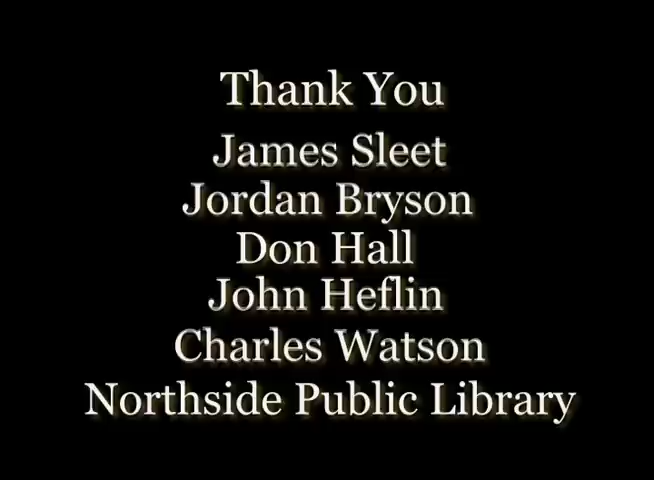 Thank You
James Sleet
Jordan Bryson
Don Hall
John Heflin
Charles Watson
Northside Public Library